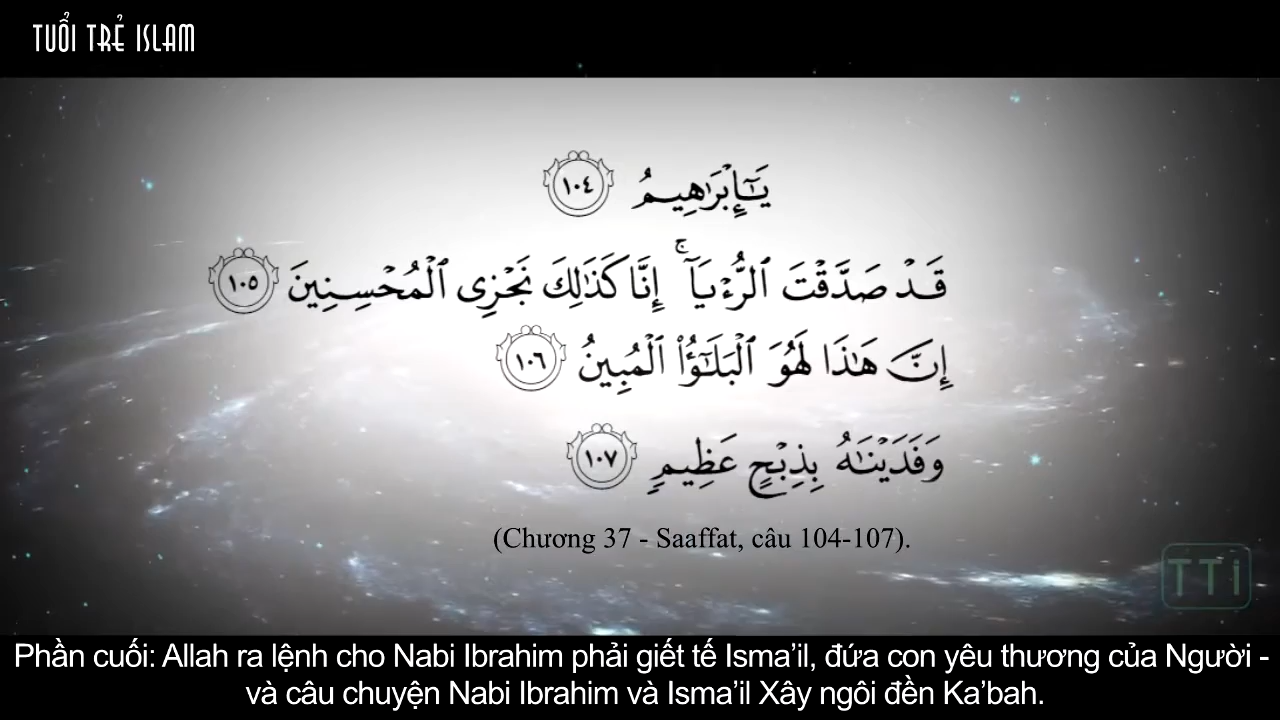 TUỔI TRẺ ISLAM
يَـٰٓإِبْرَٰهِيمُ ١٠٤
قَدْ صَدَّقْتَ ٱلرُّءْيَآ ۚ إِنَّا كَذَٰلِكَ نَجْزِى ٱلْمُحْسِنِينَ ١٠٥
إِنَّ هَـٰذَا لَهُوَ ٱلْبَلَـٰٓؤُا۟ ٱلْمُبِينُ ١٠٦
وَفَدَيْنَـٰهُ بِذِبْحٍ عَظِيمٍ ١٠٧
(Chương 37 - Saaffat, câu 104-107).
TTi
Phần cuối: Allah ra lệnh cho Nabi Ibrahim phải giết tế Isma’il, đứa con yêu thương của Người -
và câu chuyện Nabi Ibrahim và Isma’il Xây ngôi đền Ka’bah.